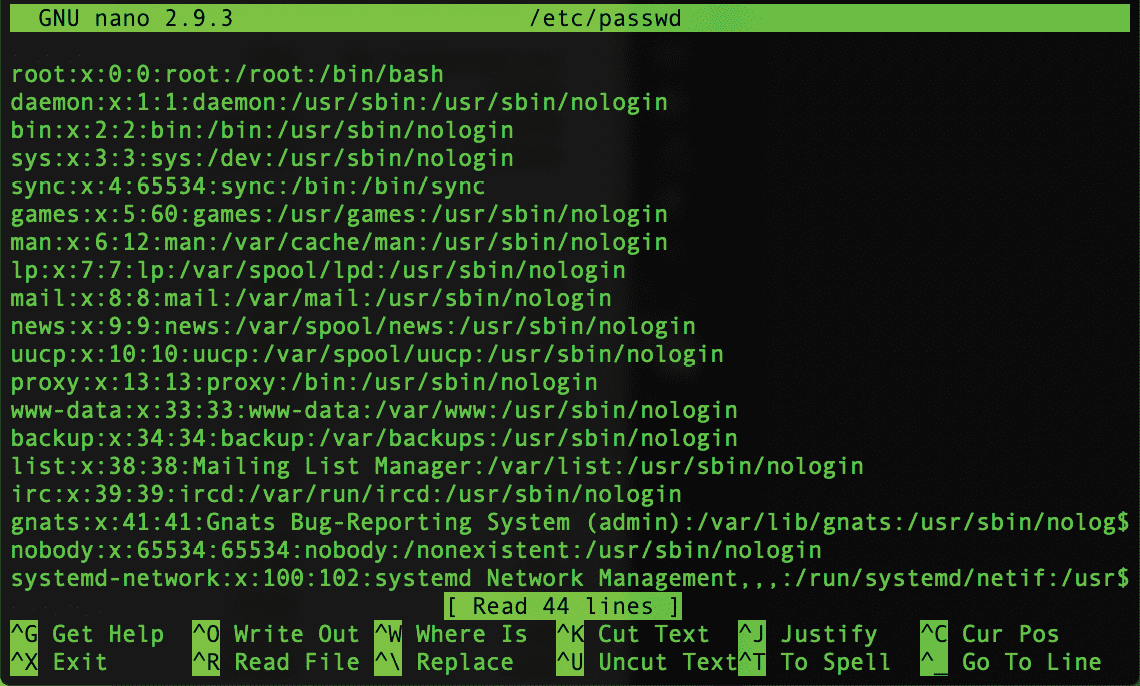 GNU nano 2.9.3 /etc/passwd
root:x:0:0:root:/root:/bin/bash
daemon:x:1:1:daemon:/usr/sbin:/usr/sbin/nologin
bin:x:2:2:bin:/bin:/usr/sbin/nologin
sys:x:3:3:sys:/dev:/usr/sbin/nologin
sync:x:4:65534:sync:/bin:/bin/sync
games:x:5:60:games:/usr/games:/usr/sbin/nologin
man:x:6:12:man:/var/cache/man:/usr/sbin/nologin
lp:x:7:7:lp:/var/spool/lpd:/usr/sbin/nologin
mail:x:8:8:mail:/var/mail:/usr/sbin/nologin
news:x:9:9:news:/var/spool/news:/usr/sbin/nologin
uucp:x:10:10:uucp:/var/spool/uucp:/usr/sbin/nologin
proxy:x:13:13:proxy:/bin:/usr/sbin/nologin
www-data:x:33:33:www-data:/var/www:/usr/sbin/nologin
backup:x:34:34:backup:/var/backups:/usr/sbin/nologin
list:x:38:38:Mailing List Manager:/var/list:/usr/sbin/nologin
irc:x:39:39:ircd:/var/run/ircd:/usr/sbin/nologin
gnats:x:41:41:Gnats Bug-Reporting System (admin):/var/lib/gnats:/usr/sbin/nolog$
nobody:x:65534:65534:nobody:/nonexistent:/usr/sbin/nologin
systemd-network:x:100:102:systemd Network Management,,,:/run/systemd/netif:/usr$
[ Read 44 lines ]
^G Get Help ^O Write Out ^W Where Is ^K Cut Text ^J Justify ^C Cur Pos
^X Exit ^R Read File ^\ Replace ^U Uncut Text ^T To Spell ^_ Go To Line